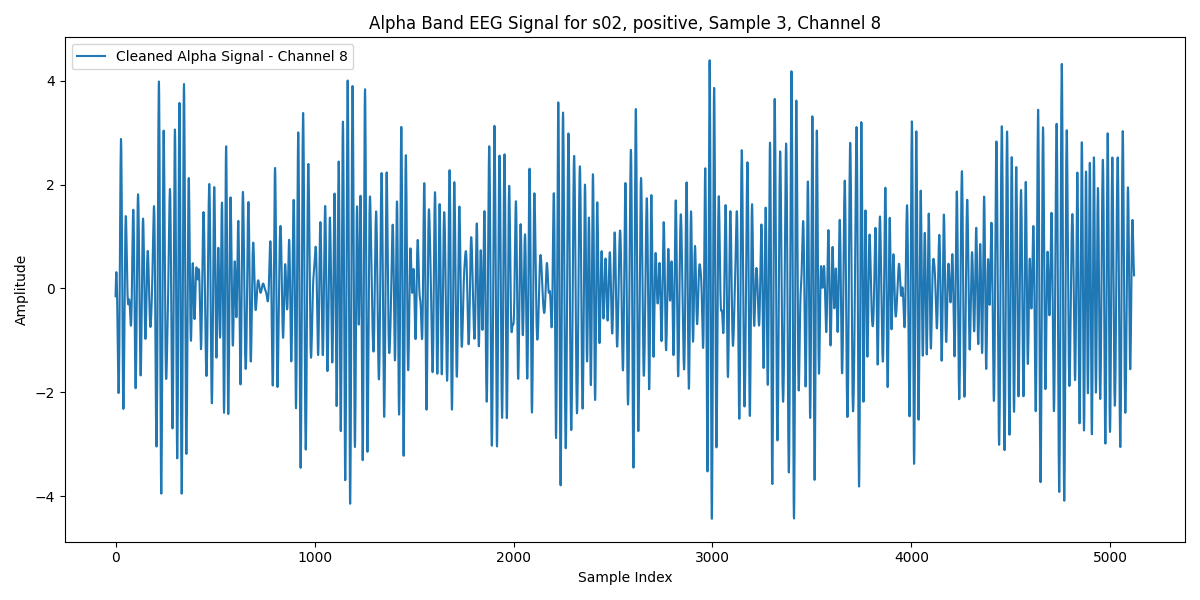 Alpha Band EEG Signal for s02, positive, Sample 3, Channel 8
Cleaned Alpha Signal - Channel 8
Amplitude
4
2
0
−2
−4
0 1000 2000 3000 4000 5000
Sample Index